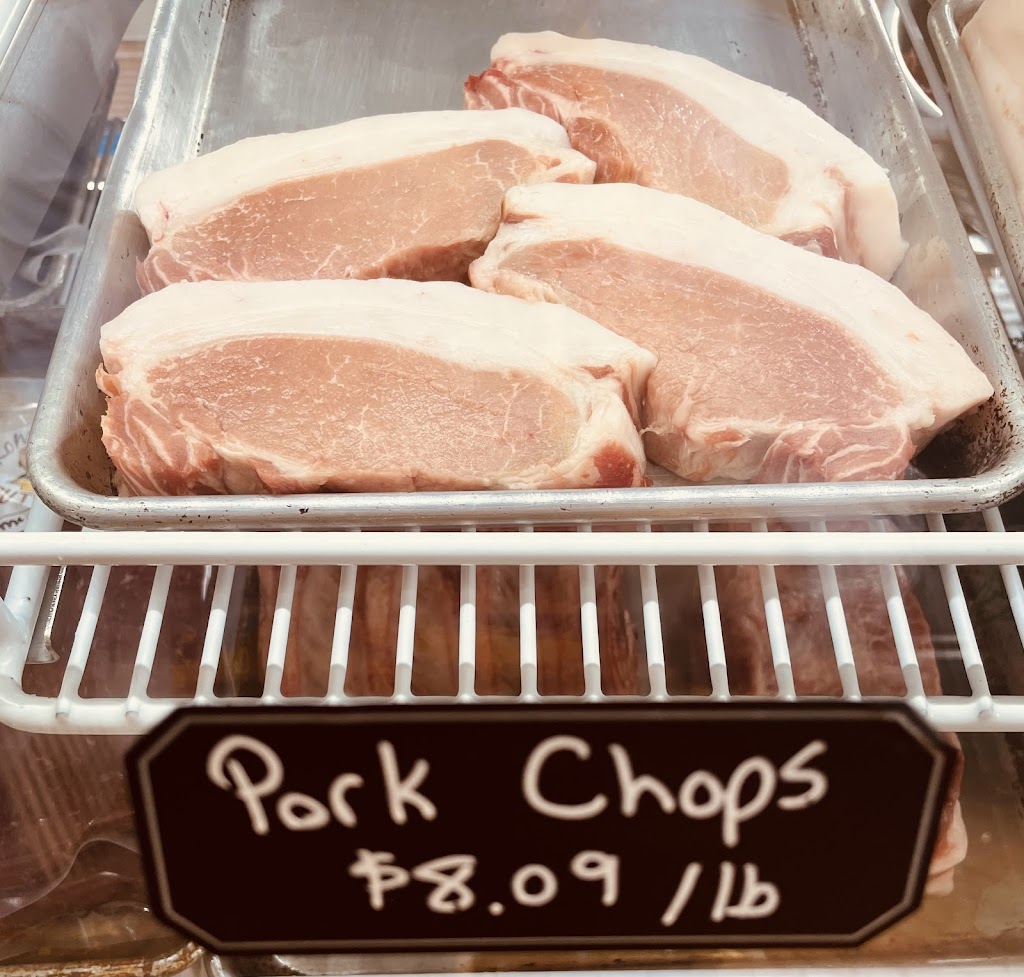 Pork Chops
$8.09 /lb